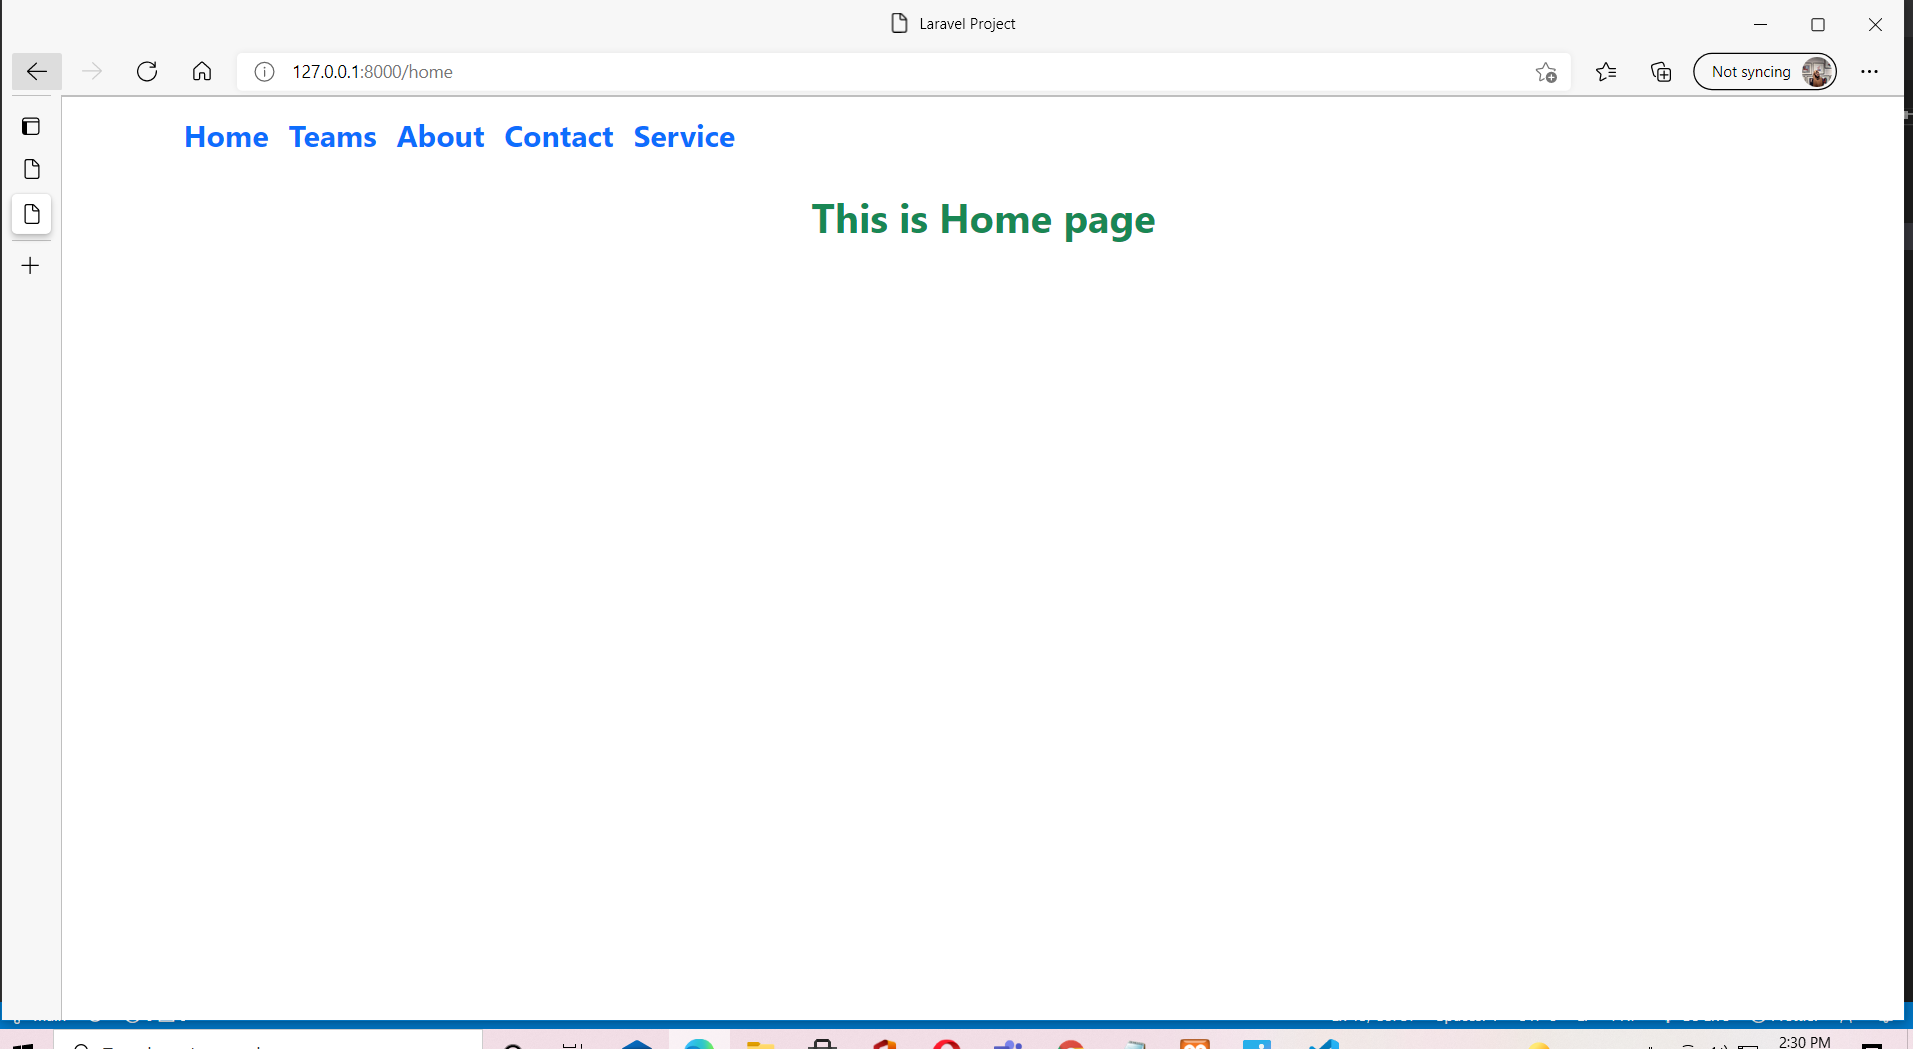 Laravel Project
127.0.0.1:8000/home
Not syncing
Home Teams About Contact Service
This is Home page
2:30 PM